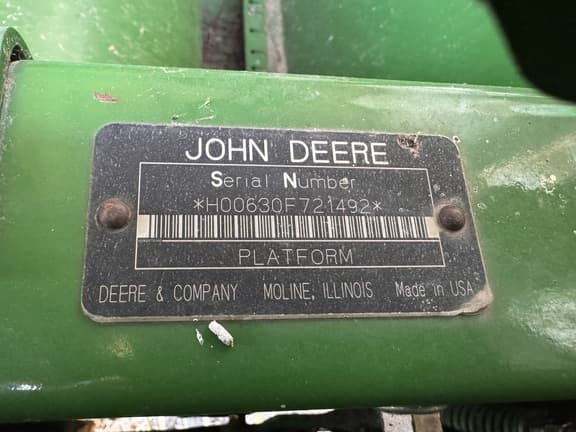 JOHN DEERE
Serial Number
*H00630F721492*
PLATFORM
DEERE & COMPANY MOLINE, ILLINOIS Made in USA